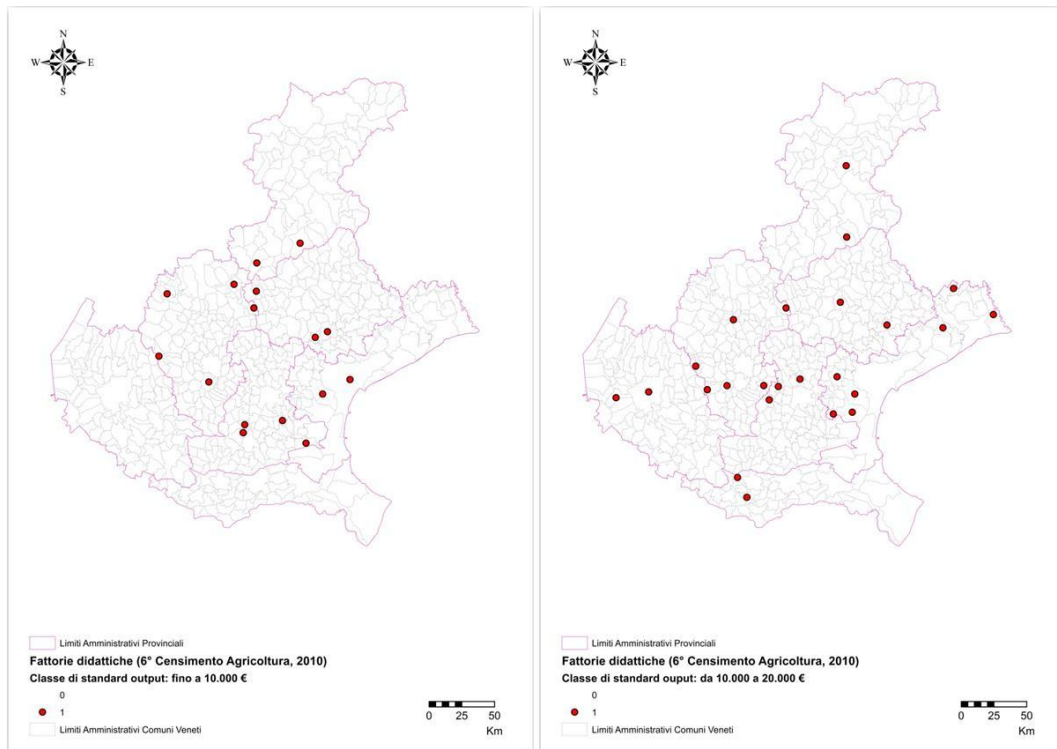 N
W E
S
Limiti Amministrativi Provinciali
Fattorie didattiche (6° Censimento Agricoltura, 2010)
Classe di standard output: fino a 10.000 €
0
1
Limiti Amministrativi Comuni Veneti
0 25 50
Km
N
W E
S
Limiti Amministrativi Provinciali
Fattorie didattiche (6° Censimento Agricoltura, 2010)
Classe di standard ouput: da 10.000 a 20.000 €
0
1
Limiti Amministrativi Comuni Veneti
0 25 50
Km